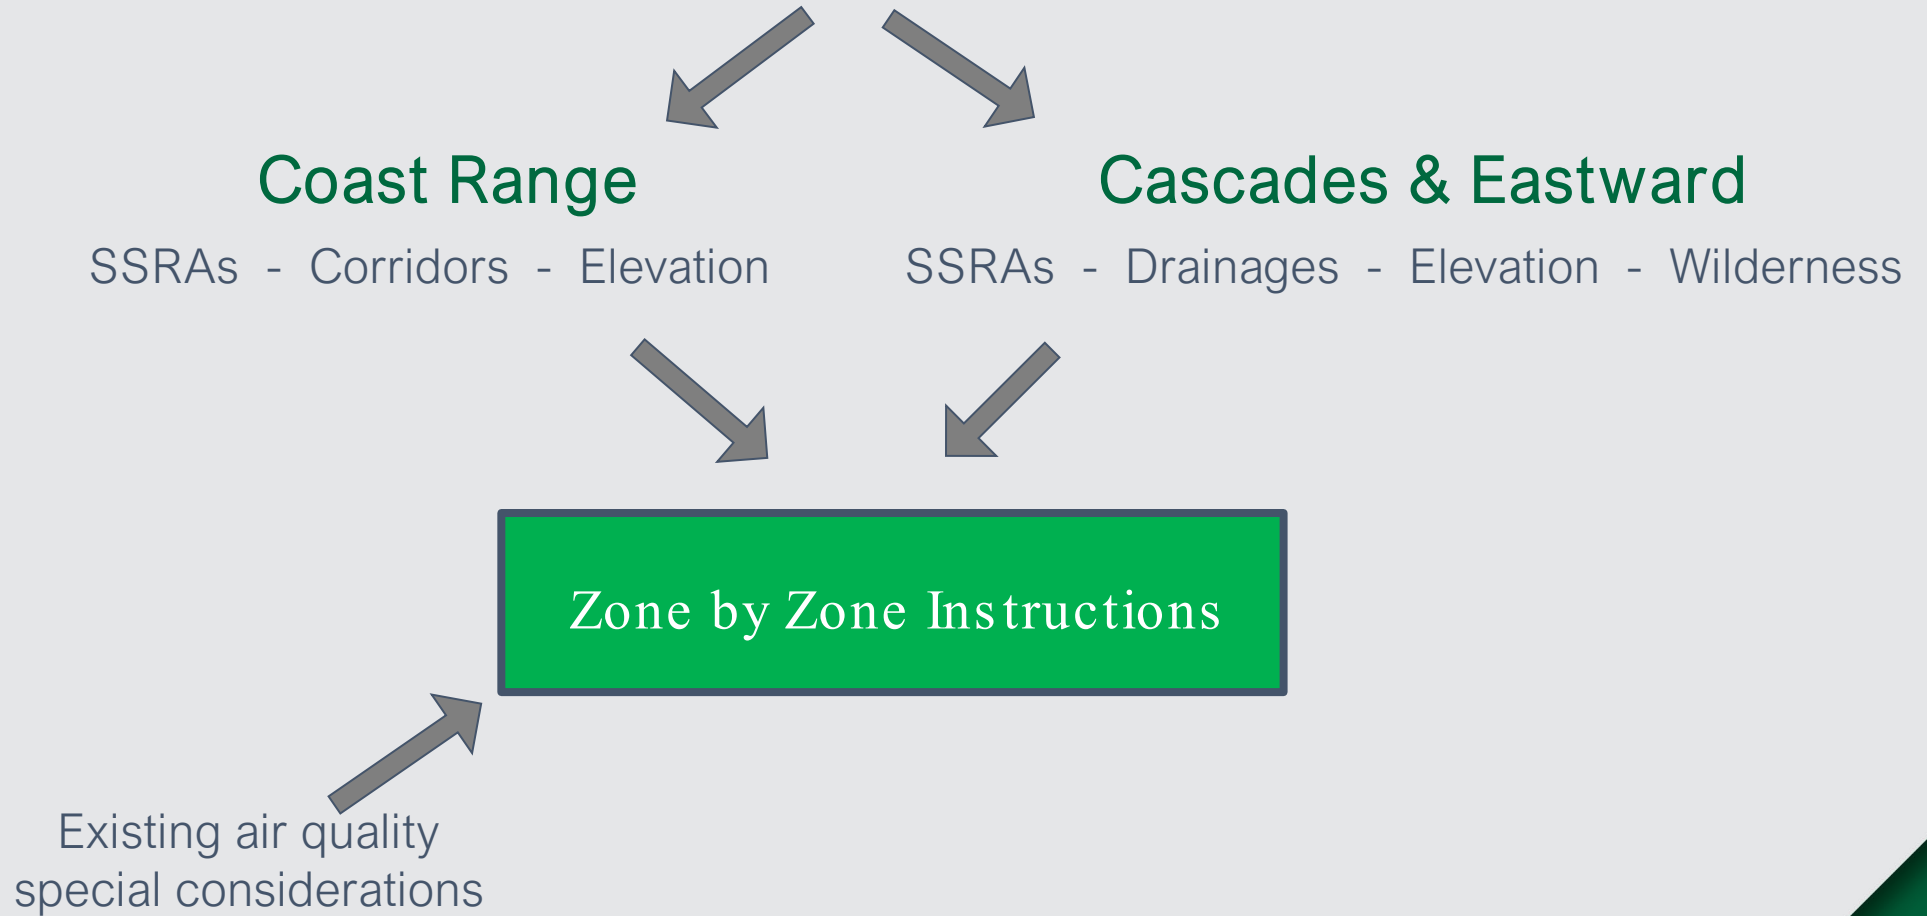 Coast Range
Cascades & Eastward
SSRAs - Corridors - Elevation
SSRAs - Drainages - Elevation - Wilderness
Zone by Zone Instructions
Existing air quality
special considerations